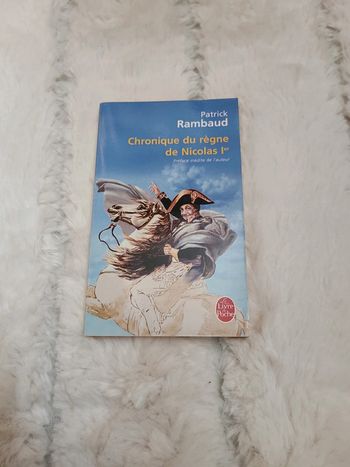 Patrick
Rambaud
Chronique du règne
de Nicolas Ier
Préface inédite de l'auteur
Le Livre
de
Poche